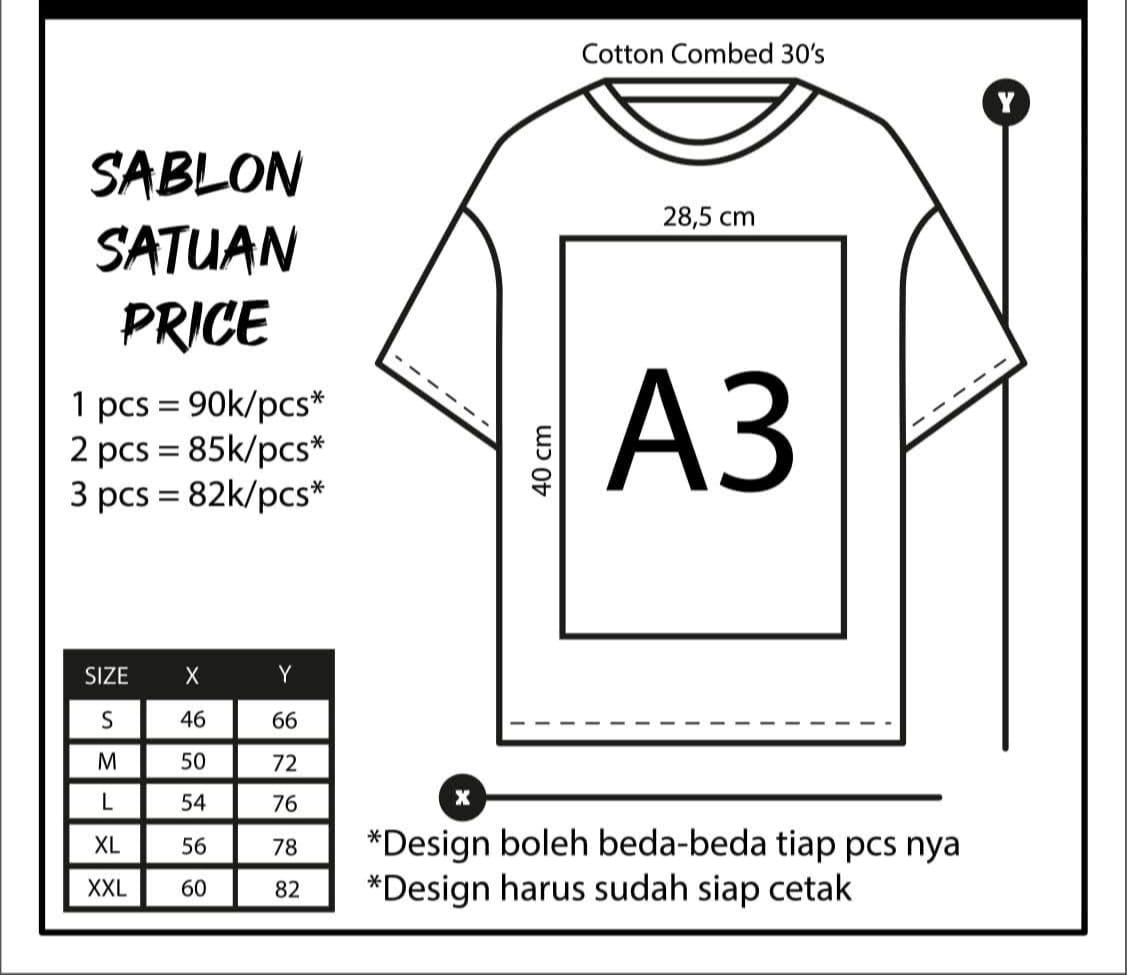 Cotton Combed 30's
Y
SABLON
SATUAN
PRICE
28,5 cm
1 pcs = 90k/pcs*
2 pcs = 85k/pcs*
3 pcs = 82k/pcs*
40 cm
A3
SIZE X Y
S 46 66
M 50 72
L 54 76
XL 56 78
XXL 60 82
X
*Design boleh beda-beda tiap pcs nya
*Design harus sudah siap cetak